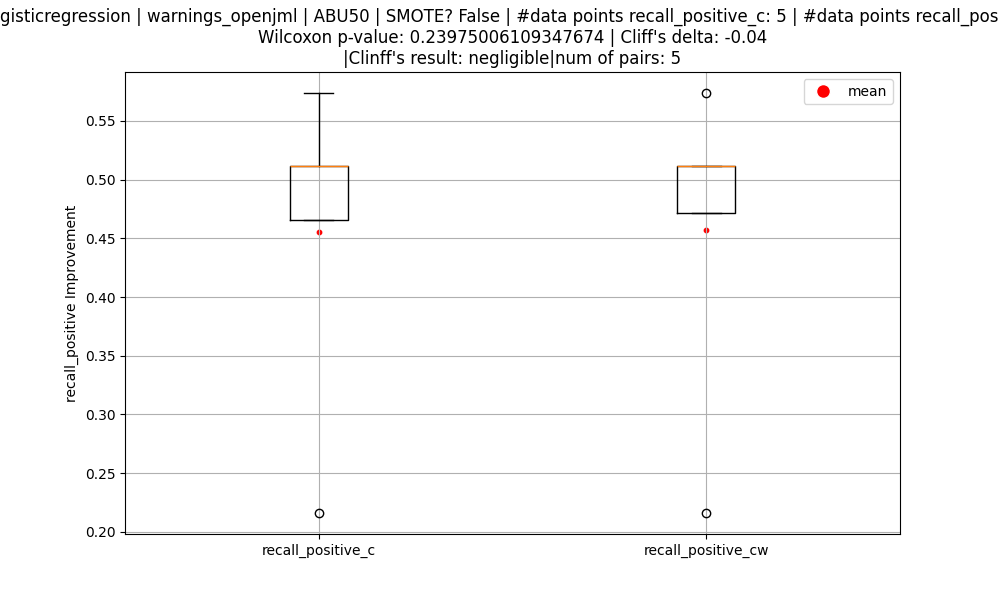 gisticregression | warnings_openjml | ABU50 | SMOTE? False | #data points recall_positive_c: 5 | #data points recall_pos
Wilcoxon p-value: 0.23975006109347674 | Cliff's delta: -0.04
|Clinff's result: negligible|num of pairs: 5
mean
recall_positive Improvement
0.55
0.50
0.45
0.40
0.35
0.30
0.25
0.20
recall_positive_c
recall_positive_cw